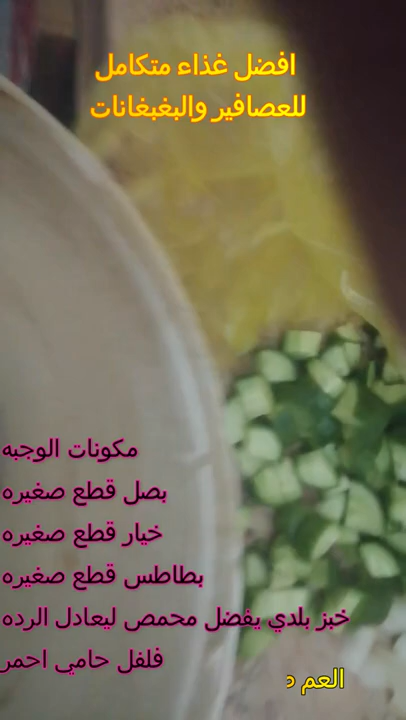 افضل غذاء متكامل
للعصافير والبغبغانات
مكونات الوجبه
بصل قطع صغيره
خيار قطع صغيره
بطاطس قطع صغيره
خبز بلدي يفضل محمص ليعادل الرده
فلفل حامي احمر
العم د